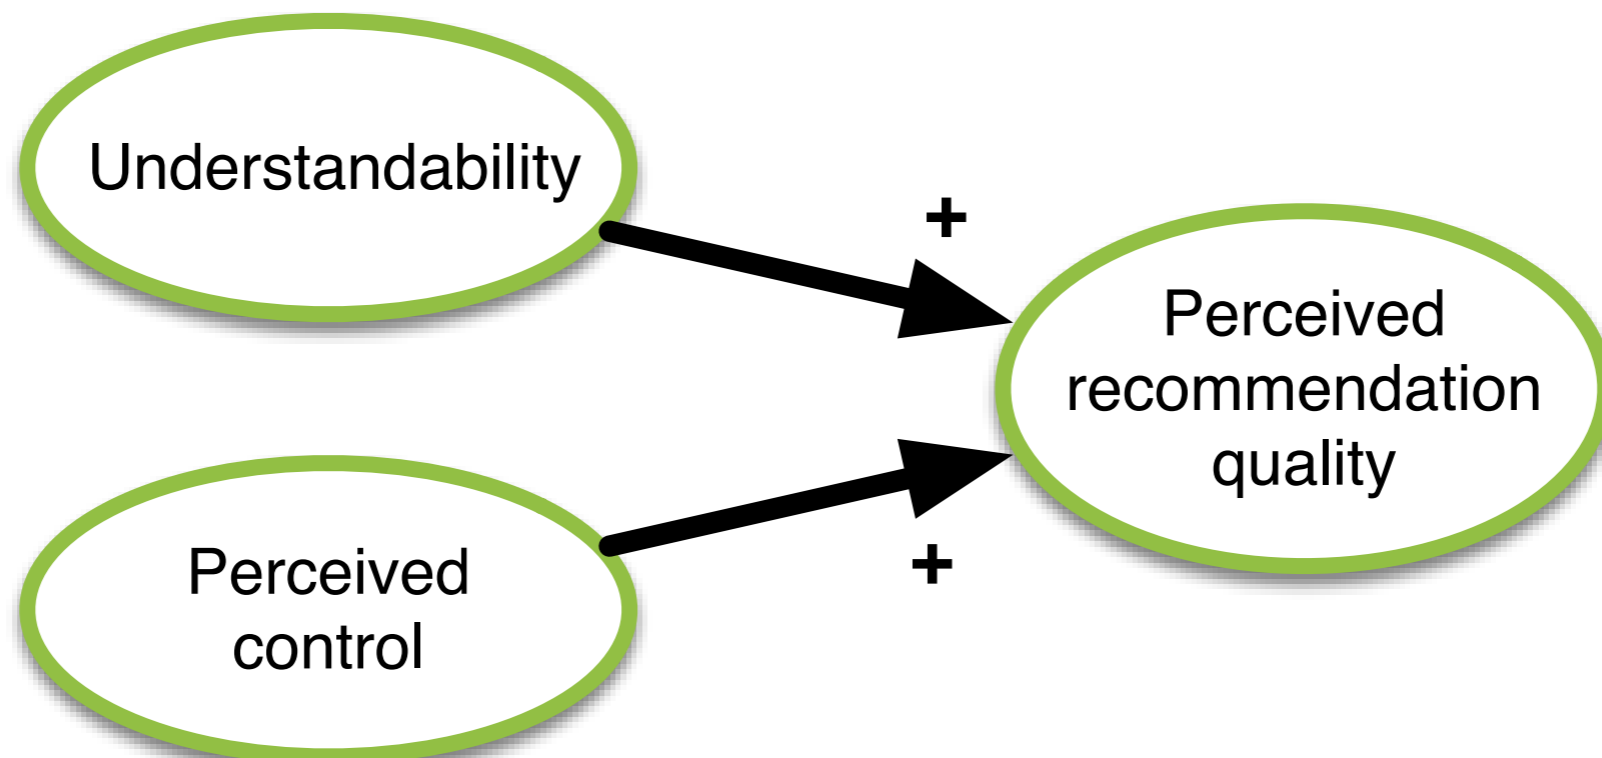 Understandability
+
Perceived
recommendation
quality
+
Perceived
control